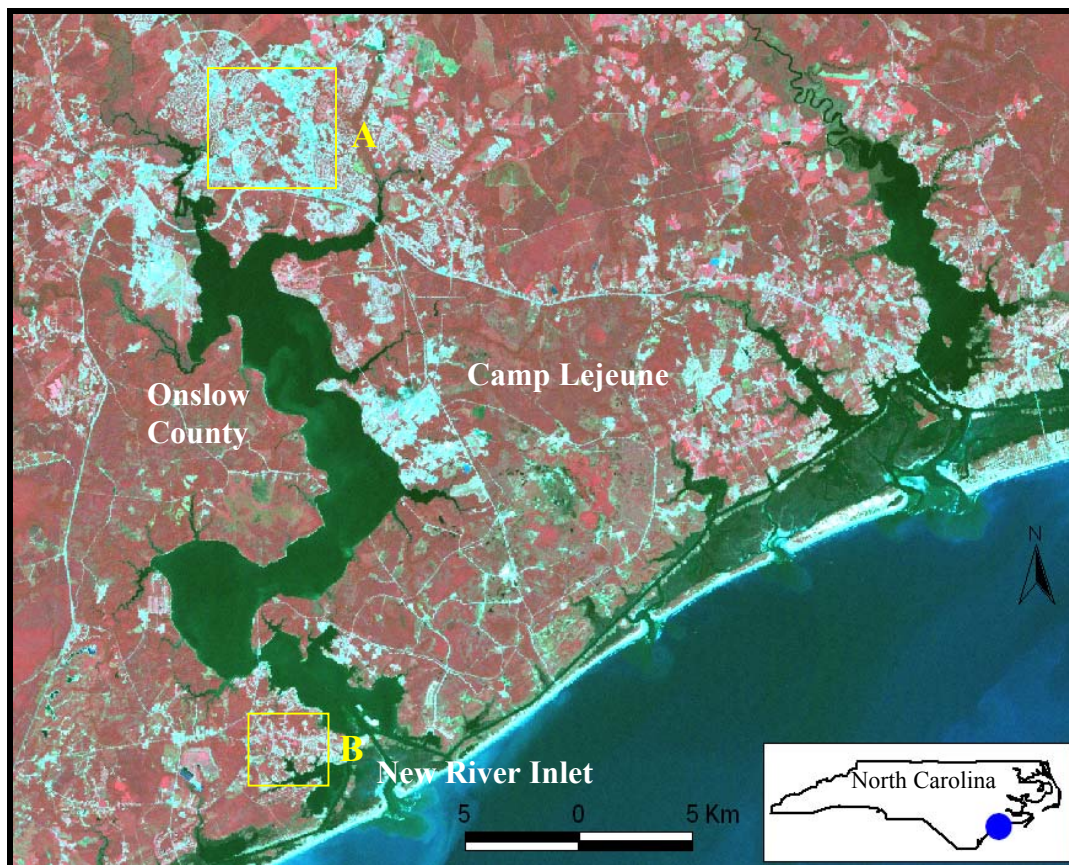 A
Onslow
County
Camp Lejeune
N
B
New River Inlet
5 0 5 Km
North Carolina